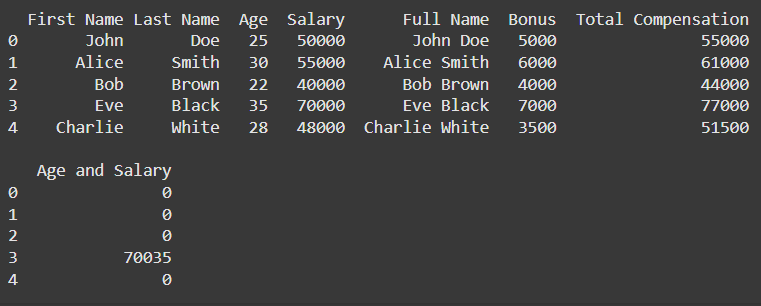 First Name Last Name Age Salary Full Name Bonus Total Compensation
0 John Doe 25 50000 John Doe 5000 55000
1 Alice Smith 30 55000 Alice Smith 6000 61000
2 Bob Brown 22 40000 Bob Brown 4000 44000
3 Eve Black 35 70000 Eve Black 7000 77000
4 Charlie White 28 48000 Charlie White 3500 51500
Age and Salary
0 0
1 0
2 0
3 70035
4 0